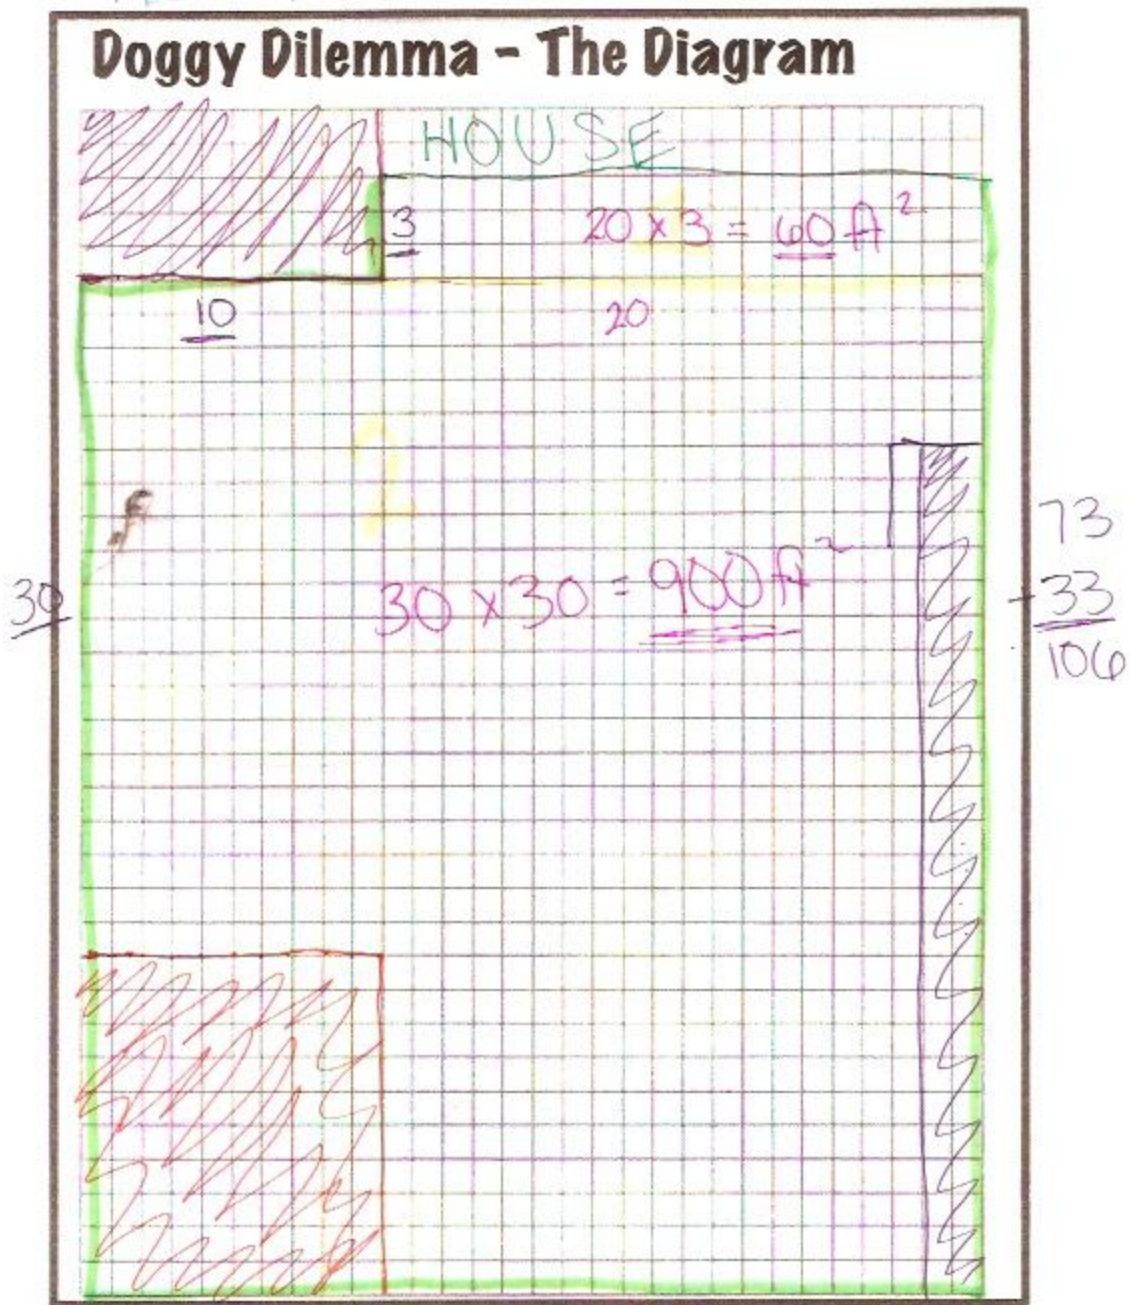 Doggy Dilemma - The Diagram
HOUSE
3
20 x 3 = 60 ft²
10
20
2
30 x 30 = 900 ft²
30
73
+ 33
106